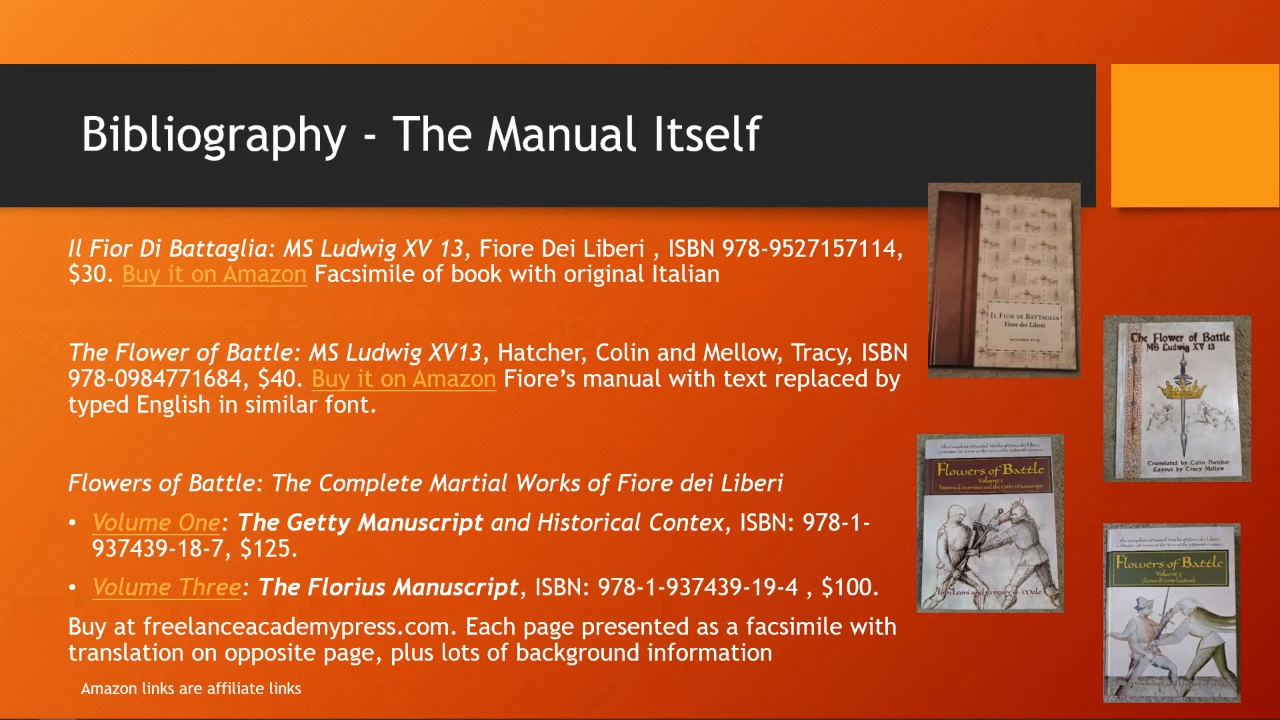 Bibliography - The Manual Itself
Il Fior Di Battaglia: MS Ludwig XV 13, Fiore Dei Liberi , ISBN 978-9527157114,
$30. Buy it on Amazon Facsimile of book with original Italian
The Flower of Battle: MS Ludwig XV13, Hatcher, Colin and Mellow, Tracy, ISBN
978-0984771684, $40. Buy it on Amazon Fiore’s manual with text replaced by
typed English in similar font.
Flowers of Battle: The Complete Martial Works of Fiore dei Liberi
• Volume One: The Getty Manuscript and Historical Contex, ISBN: 978-1-
937439-18-7, $125.
• Volume Three: The Florius Manuscript, ISBN: 978-1-937439-19-4 , $100.
Buy at freelanceacademypress.com. Each page presented as a facsimile with
translation on opposite page, plus lots of background information
Amazon links are affiliate links
Il Fior di Battaglia
Fiore dei Liberi
The Flower of Battle
MS Ludwig XV 13
Translated by Colin Hatcher
Layout by Tracy Mellow
Flowers of Battle
Volume 1
Flowers of Battle
Volume 3